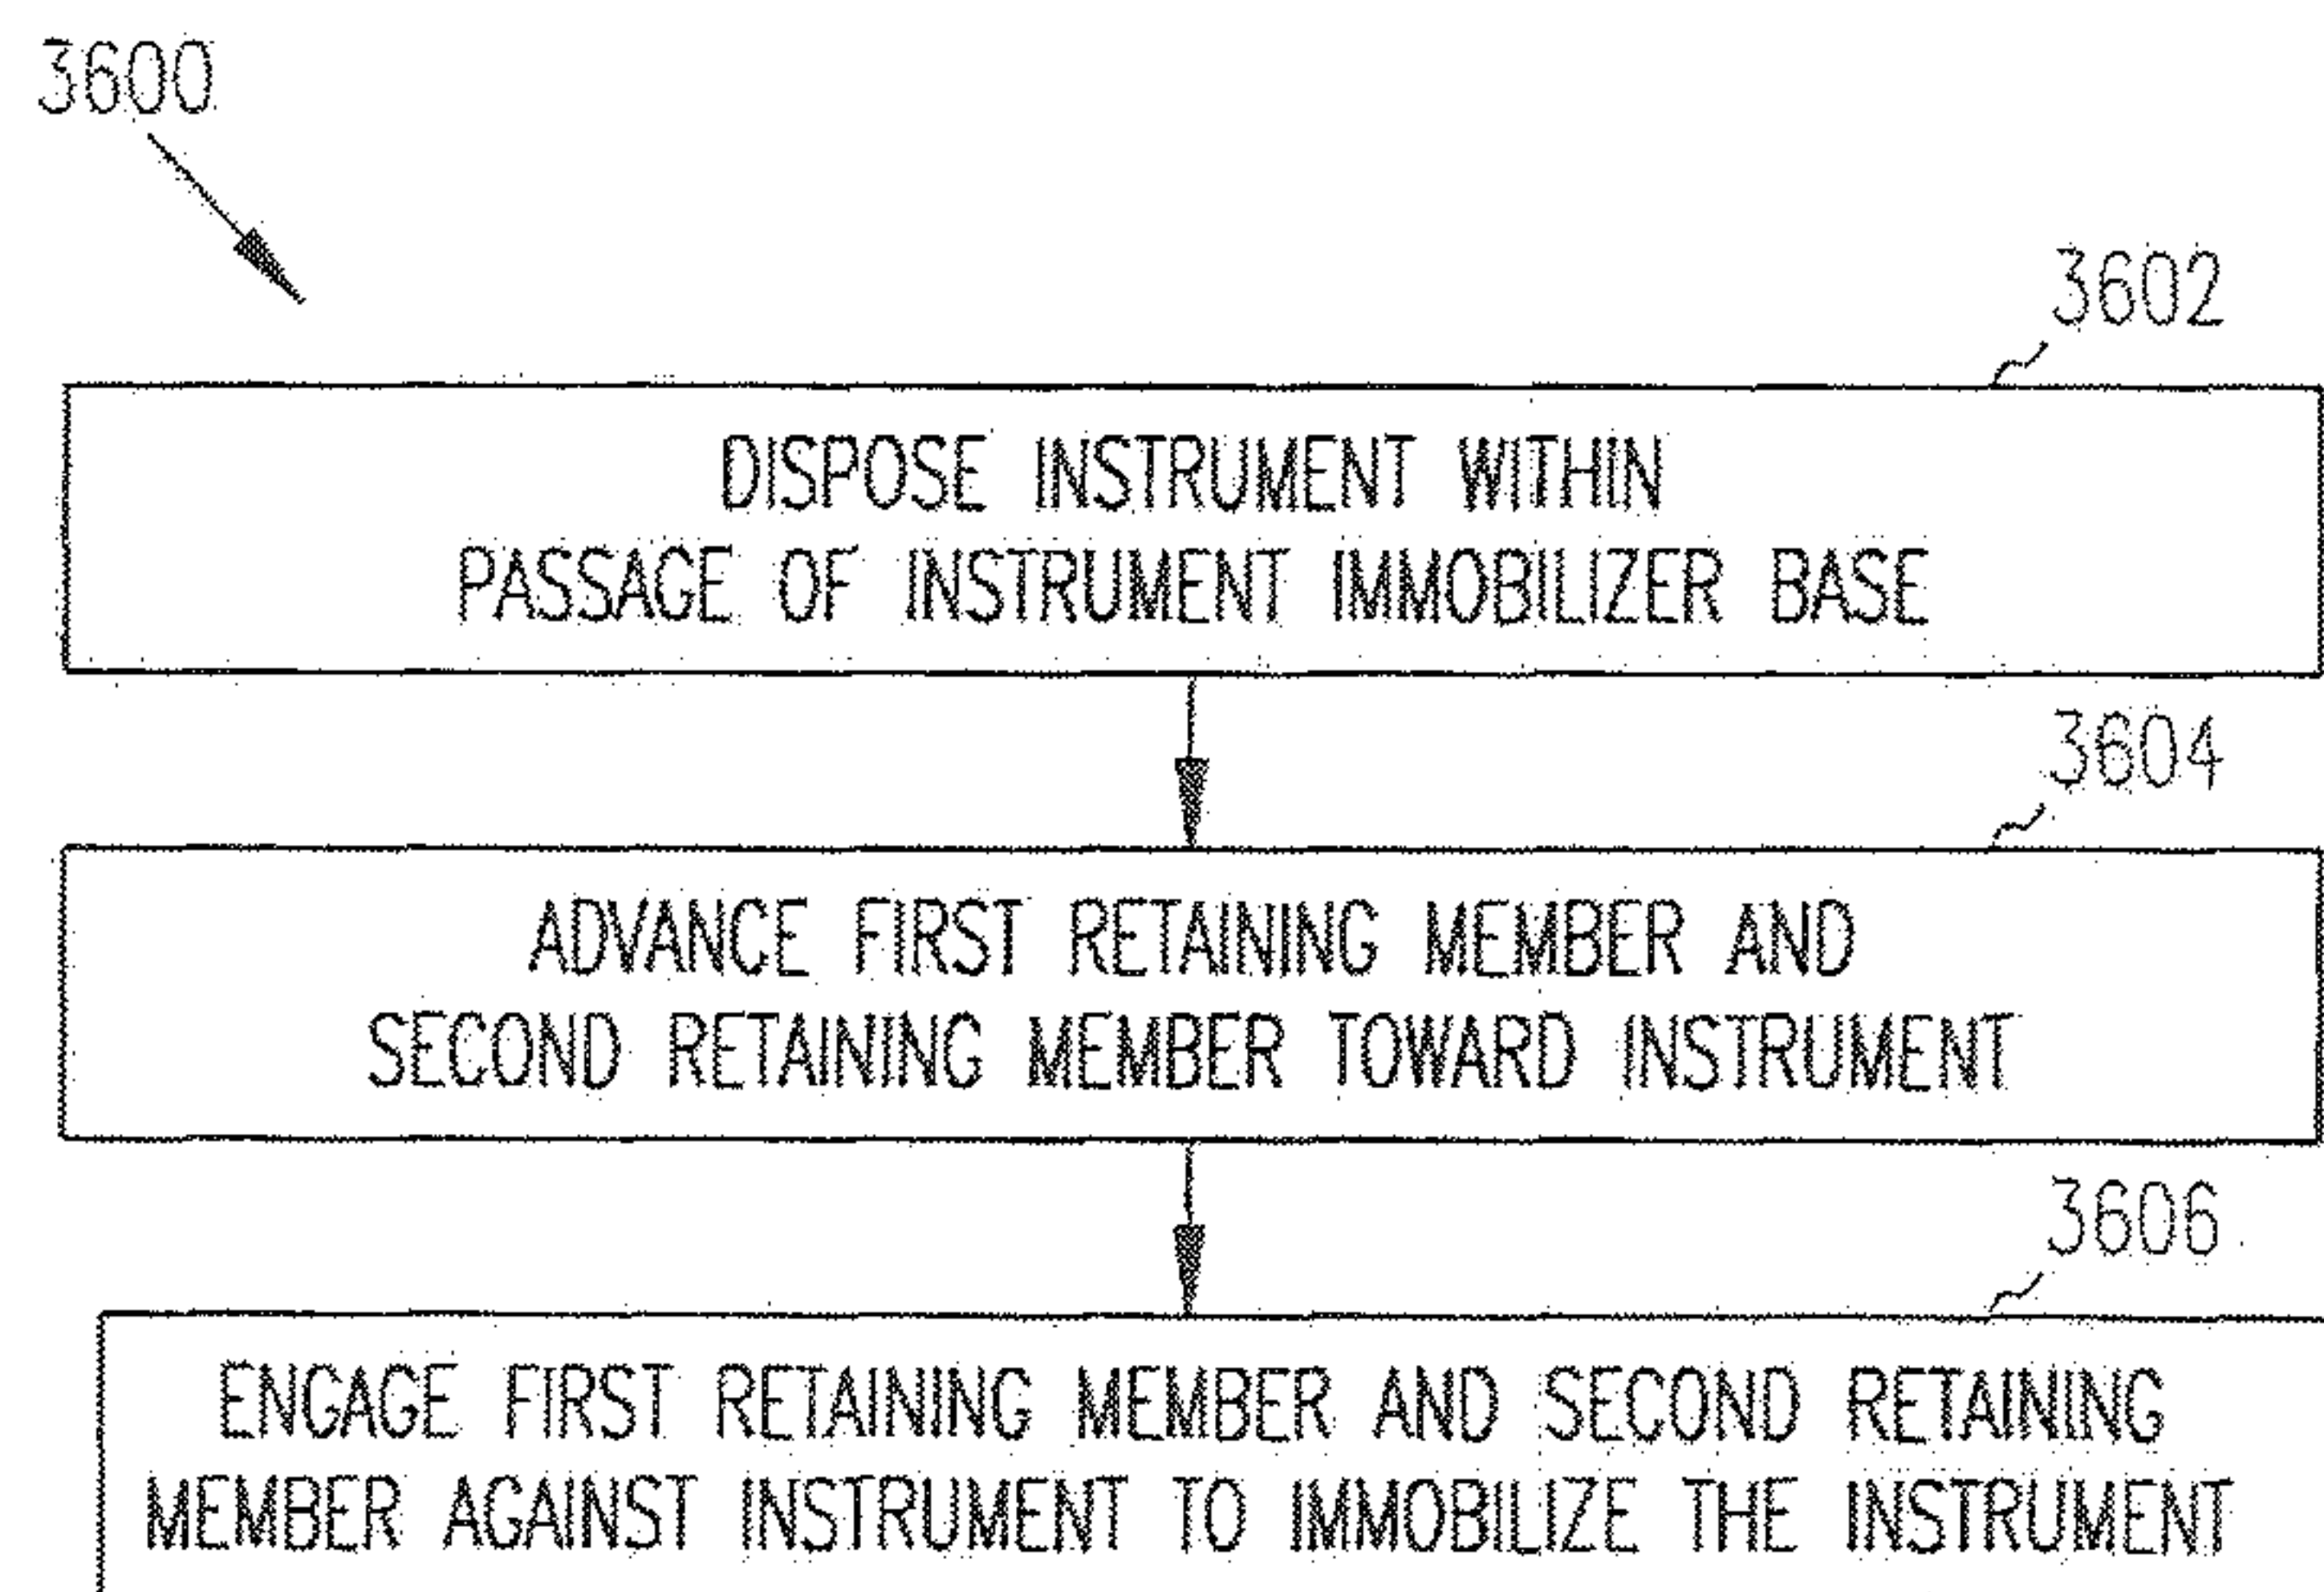 3600
3602
DISPOSE INSTRUMENT WITHIN
PASSAGE OF INSTRUMENT IMMOBILIZER BASE
3604
ADVANCE FIRST RETAINING MEMBER AND
SECOND RETAINING MEMBER TOWARD INSTRUMENT
3606
ENGAGE FIRST RETAINING MEMBER AND SECOND RETAINING
MEMBER AGAINST INSTRUMENT TO IMMOBILIZE THE INSTRUMENT